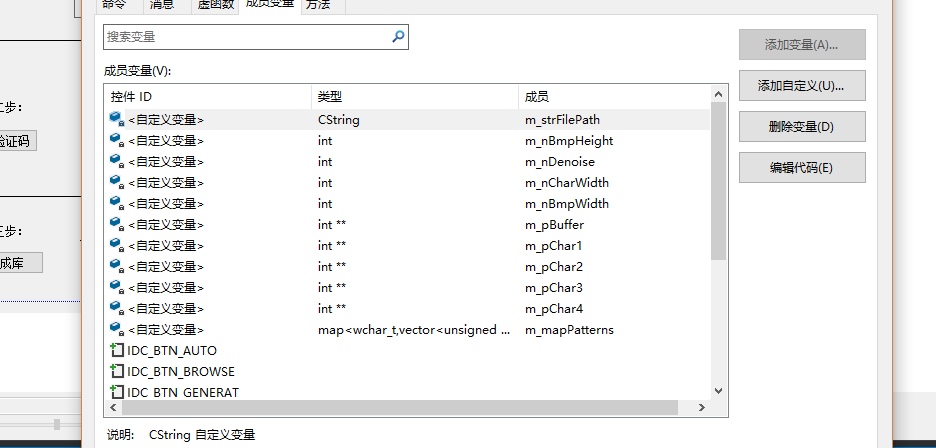 命令 消息 虚函数 成员变量 方法
搜索变量
添加变量(A)...
成员变量(V):
添加自定义(U)...
控件 ID 类型 成员
<自定义变量> CString m_strFilePath
删除变量(D)
<自定义变量> int m_nBmpHeight
<自定义变量> int m_nDenoise
编辑代码(E)
<自定义变量> int m_nCharWidth
<自定义变量> int m_nBmpWidth
<自定义变量> int ** m_pBuffer
<自定义变量> int ** m_pChar1
<自定义变量> int ** m_pChar2
<自定义变量> int ** m_pChar3
<自定义变量> int ** m_pChar4
<自定义变量> map<wchar_t,vector<unsigned ... m_mapPatterns
IDC_BTN_AUTO
IDC_BTN_BROWSE
IDC_BTN_GENERAT
说明: CString 自定义变量
步:
证码
步:
成库